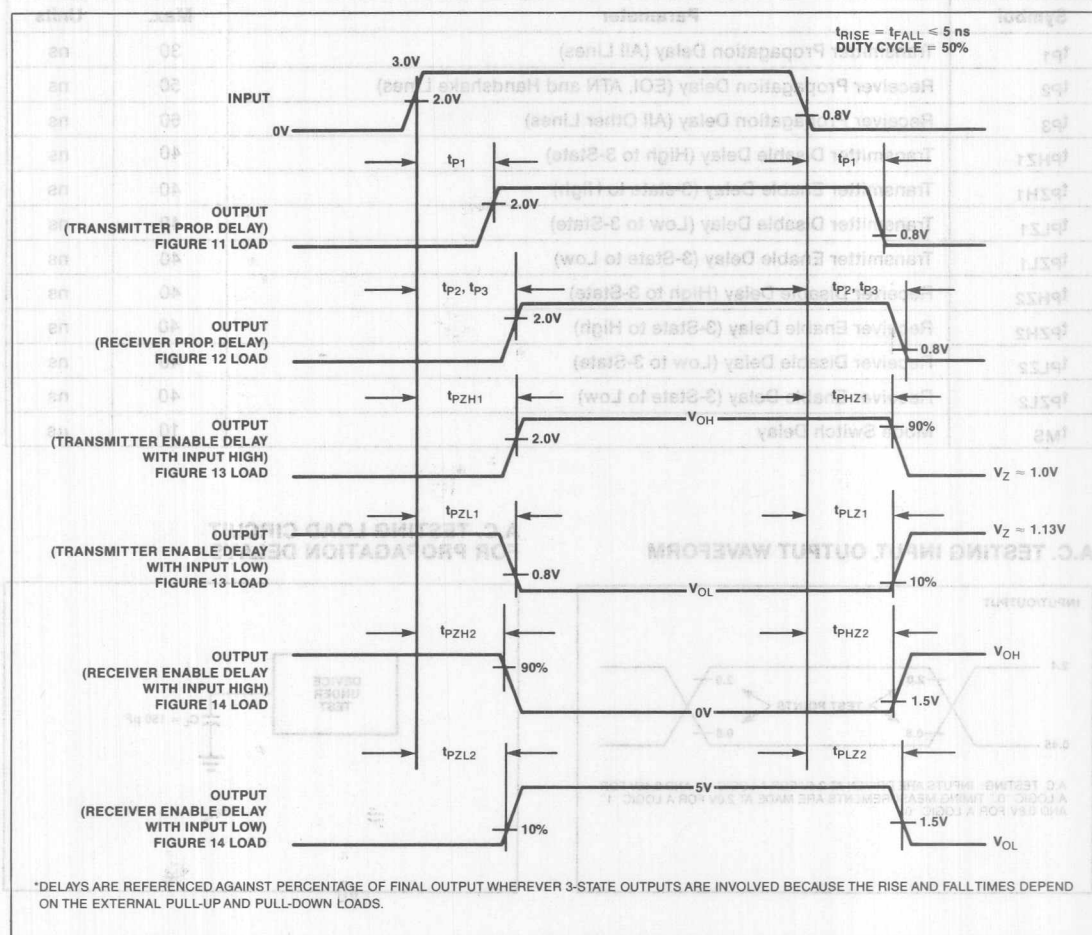 tRISE = tFALL ≤ 5 ns
DUTY CYCLE = 50%
3.0V
INPUT
2.0V
0.8V
0V
tP1
tP1
OUTPUT
(TRANSMITTER PROP. DELAY)
FIGURE 11 LOAD
2.0V
0.8V
tP2, tP3
tP2, tP3
OUTPUT
(RECEIVER PROP. DELAY)
FIGURE 12 LOAD
2.0V
0.8V
tPZH1
tPHZ1
OUTPUT
(TRANSMITTER ENABLE DELAY
WITH INPUT HIGH)
FIGURE 13 LOAD
2.0V
VOH
90%
VZ ≈ 1.0V
tPZL1
tPLZ1
OUTPUT
(TRANSMITTER ENABLE DELAY
WITH INPUT LOW)
FIGURE 13 LOAD
0.8V
VOL
VZ ≈ 1.13V
10%
tPZH2
tPHZ2
OUTPUT
(RECEIVER ENABLE DELAY
WITH INPUT HIGH)
FIGURE 14 LOAD
90%
0V
VOH
1.5V
tPZL2
tPLZ2
OUTPUT
(RECEIVER ENABLE DELAY
WITH INPUT LOW)
FIGURE 14 LOAD
10%
5V
1.5V
VOL
*DELAYS ARE REFERENCED AGAINST PERCENTAGE OF FINAL OUTPUT WHEREVER 3-STATE OUTPUTS ARE INVOLVED BECAUSE THE RISE AND FALL TIMES DEPEND
ON THE EXTERNAL PULL-UP AND PULL-DOWN LOADS.